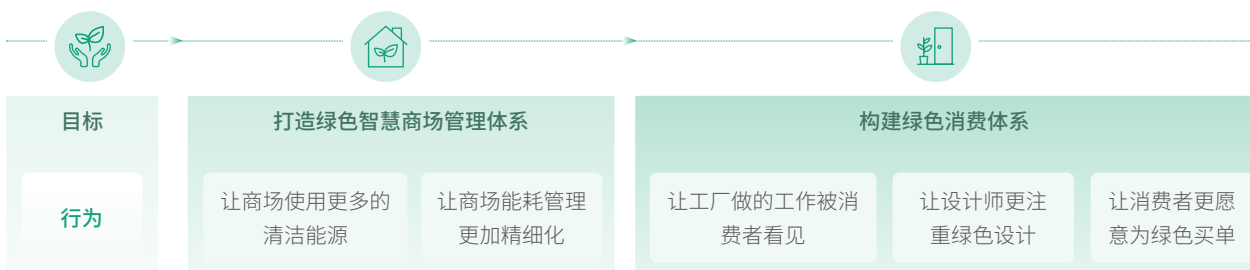 目标
打造绿色智慧商场管理体系
构建绿色消费体系
行为
让商场使用更多的
清洁能源
让商场能耗管理
更加精细化
让工厂做的工作被消
费者看见
让设计师更注
重绿色设计
让消费者更愿
意为绿色买单